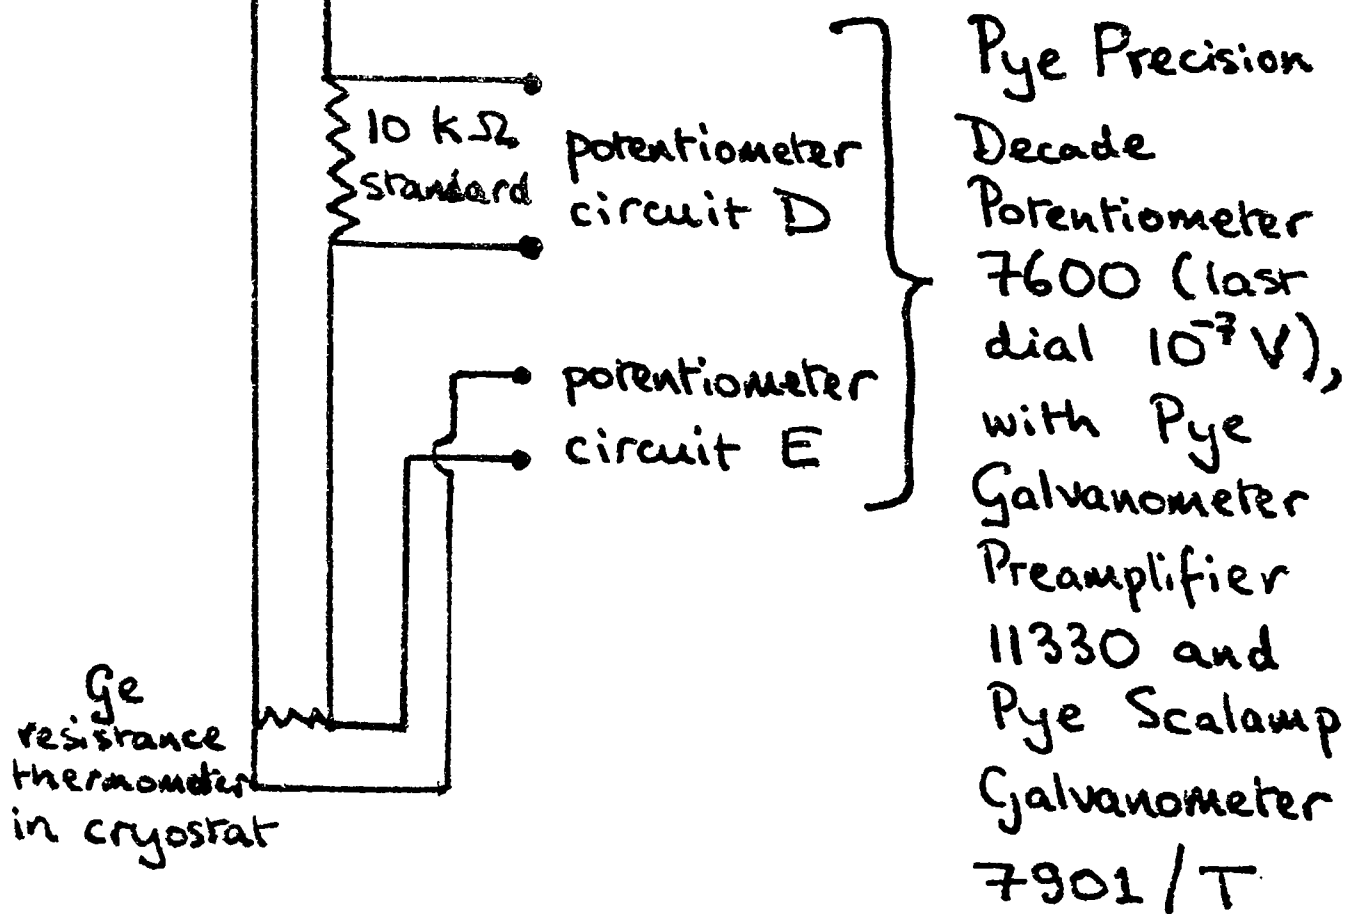 10 kΩ
standard
potentiometer
circuit D
potentiometer
circuit E
Pye Precision
Decade
Potentiometer
7600 (last
dial 10⁻⁷ V),
with Pye
Galvanometer
Preamplifier
11330 and
Pye Scalamp
Galvanometer
7901/T
Ge
resistance
thermometer
in cryostat